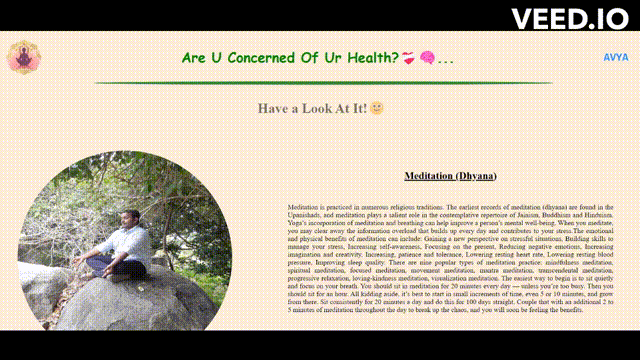 VEED.IO
Are U Concerned Of Ur Health?❤️‍🩹 🧠...
AVYA
Have a Look At It!🌞
Meditation (Dhyana)
Meditation is practiced in numerous religious traditions. The earliest records of meditation (dhyana) are found in the
Upanishads, and meditation plays a salient role in the contemplative repertoire of Jainism, Buddhism and Hinduism.
Yoga's incorporation of meditation and breathing can help improve a person's mental well-being. When you meditate,
you may clear away the information overload that builds up every day and contributes to your stress.The emotional
and physical benefits of meditation can include: Gaining a new perspective on stressful situations, Building skills to
manage your stress, Increasing self-awareness, Focusing on the present, Reducing negative emotions, Increasing
imagination and creativity, Increasing, patience and tolerance, Lowering resting heart rate, Lowering resting blood
pressure, Improving sleep quality. There are nine popular types of meditation practice: mindfulness meditation,
spiritual meditation, focused meditation, movement meditation, mantra meditation, transcendental meditation,
progressive relaxation, loving-kindness meditation, visualization meditation. The easiest way to begin is to sit quietly
and focus on your breath. You should sit in meditation for 20 minutes every day — unless you're too busy. Then you
should sit for an hour. All kidding aside, it's best to start in small increments of time, even 5 or 10 minutes, and grow
from there. Sit consistently for 20 minutes a day and do this for 100 days straight. Couple that with an additional 2 to
5 minutes of meditation throughout the day to break up the chaos, and you will soon be feeling the benefits.